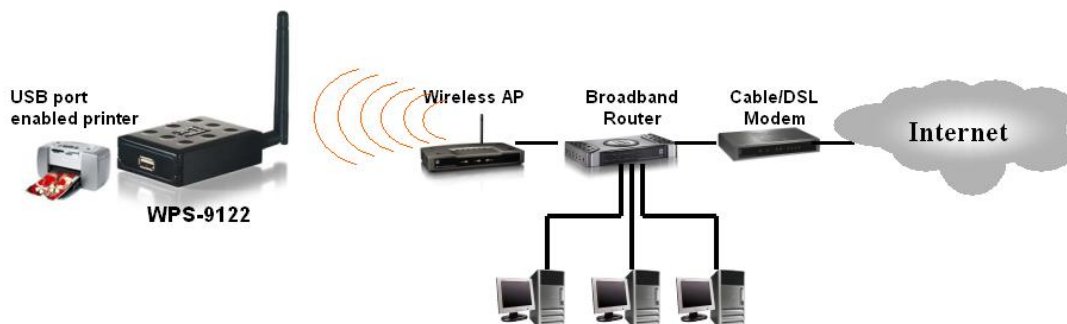 USB port
enabled printer
WPS-9122
Wireless AP
Broadband
Router
Cable/DSL
Modem
Internet